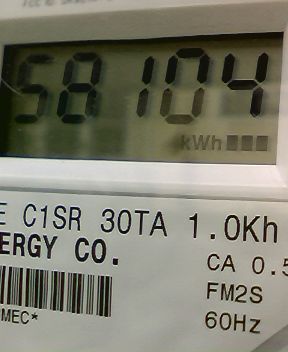 58104
kWh
E C1SR 30TA 1.0Kh
ERGY CO.
CA 0.5
FM2S
MEC*
60Hz